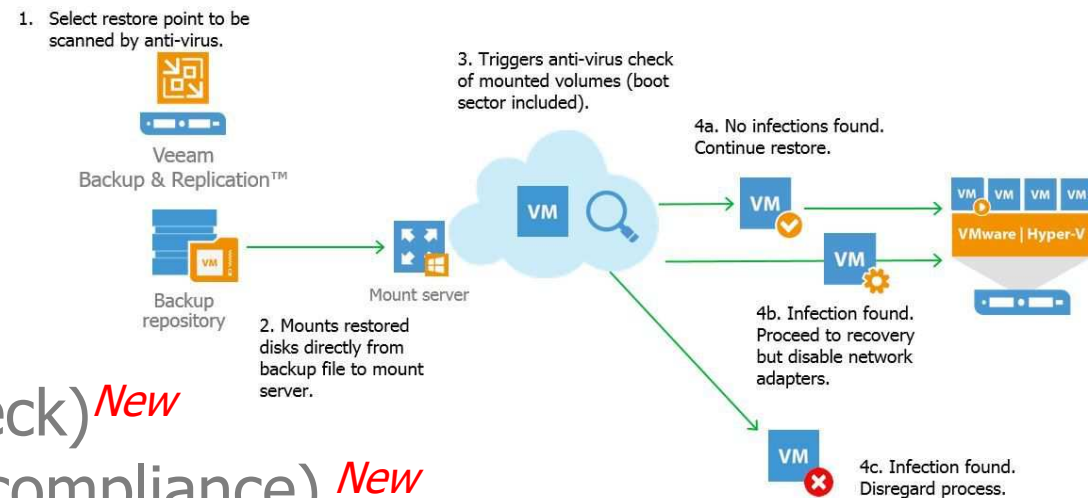 1. Select restore point to be
scanned by anti-virus.
Veeam
Backup & Replication™
VM
Backup
repository
2. Mounts restored
disks directly from
backup file to mount
server.
Mount server
3. Triggers anti-virus check
of mounted volumes (boot
sector included).
VM
4a. No infections found.
Continue restore.
VM
VM
4b. Infection found.
Proceed to recovery
but disable network
adapters.
VM VM VM VM
VMware | Hyper-V
VM
4c. Infection found.
Disregard process.
eck) New
compliance) New